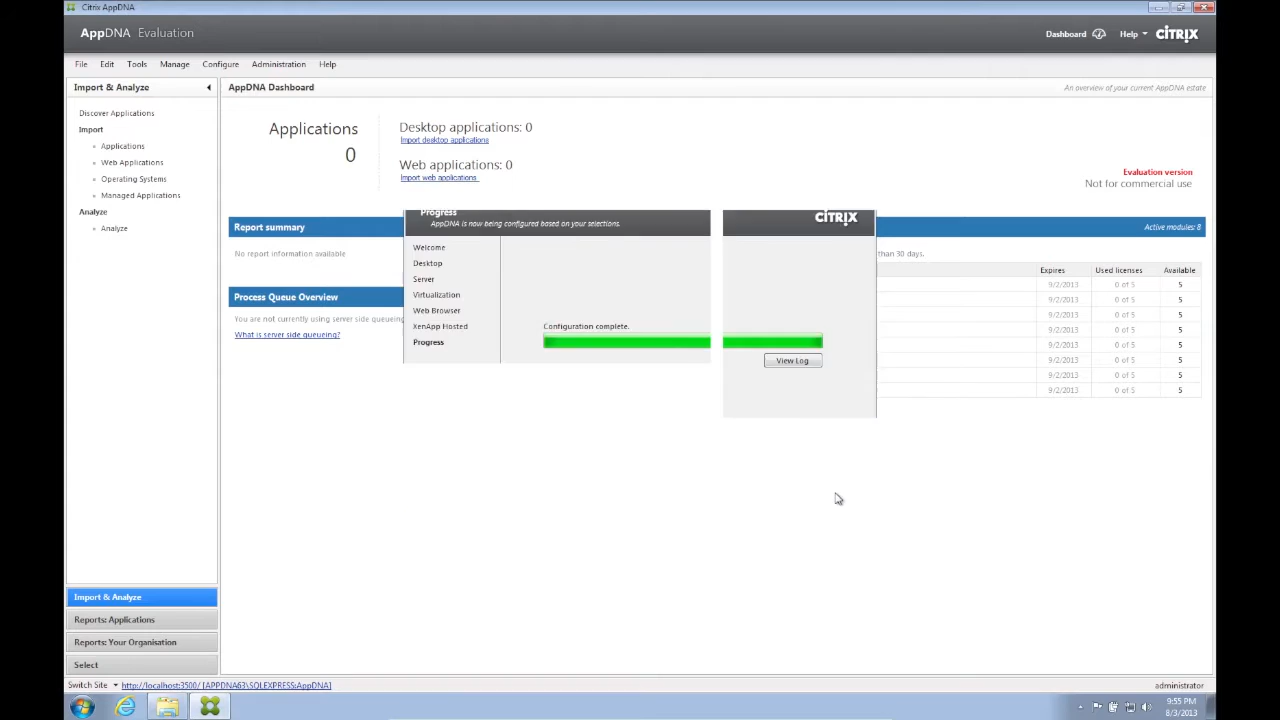 Citrix AppDNA
AppDNA Evaluation
Dashboard
Help
CITRIX
File Edit Tools Manage Configure Administration Help
Import & Analyze
Discover Applications
Import
Applications
Web Applications
Operating Systems
Managed Applications
Analyze
Analyze
AppDNA Dashboard
An overview of your current AppDNA estate
Applications
0
Desktop applications: 0
Import desktop applications
Web applications: 0
Import web applications
Evaluation version
Not for commercial use
Report summary
No report information available
Process Queue Overview
You are not currently using server side queueing
What is server side queueing?
Progress
AppDNA is now being configured based on your selections.
CITRIX
Welcome
Desktop
Server
Virtualization
Web Browser
XenApp Hosted
Progress
Configuration complete.
View Log
Active modules: 8
than 30 days.
Expires Used licenses Available
9/2/2013 0 of 5 5
9/2/2013 0 of 5 5
9/2/2013 0 of 5 5
9/2/2013 0 of 5 5
9/2/2013 0 of 5 5
9/2/2013 0 of 5 5
9/2/2013 0 of 5 5
9/2/2013 0 of 5 5
Import & Analyze
Reports: Applications
Reports: Your Organisation
Select
Switch Site http://localhost:3500/ [APPDNA63\SQLEXPRESS:AppDNA]
administrator
9:55 PM
8/3/2013